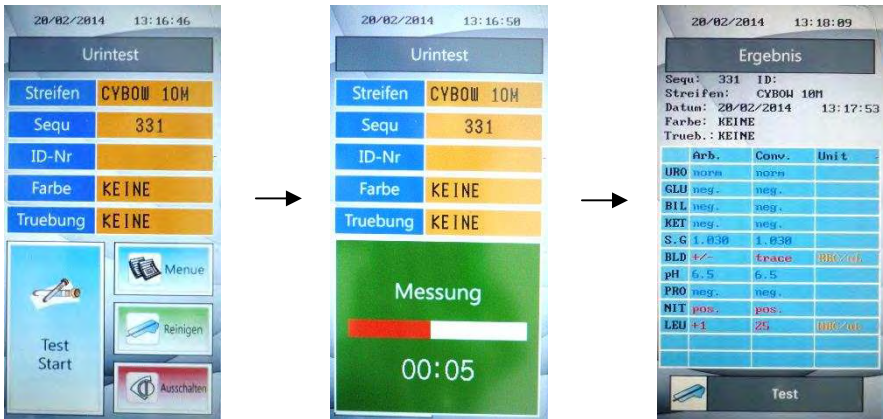 20/02/2014 13:16:46
Urintest
Streifen CYBOW 10M
Sequ 331
ID-Nr
Farbe KEINE
Truebung KEINE
Test
Start
Menue
Reinigen
Ausschalten
20/02/2014 13:16:50
Urintest
Streifen CYBOW 10M
Sequ 331
ID-Nr
Farbe KEINE
Truebung KEINE
Messung
00:05
20/02/2014 13:18:09
Ergebnis
Sequ: 331 ID:
Streifen: CYBOW 10M
Datum: 20/02/2014 13:17:53
Farbe: KEINE
Trueb.: KEINE
Arb. Conv. Unit
URO norm norm
GLU neg. neg.
BIL neg. neg.
KET neg. neg.
S.G 1.030 1.030
BLD +/- trace
pH 6.5 6.5
PRO neg. neg.
NIT pos. pos.
LEU +1 25
Test